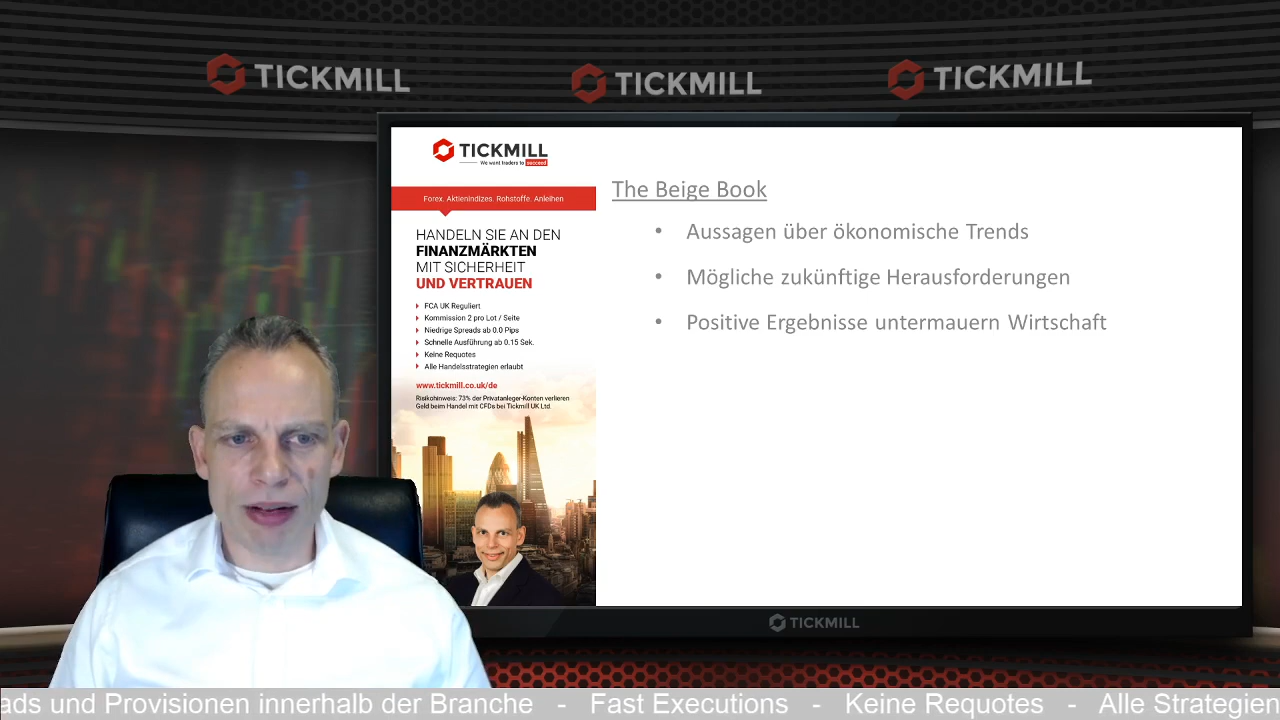 TICKMILL
TICKMILL
TICKMILL
TICKMILL
We want traders to succeed
Forex. Aktienindizes. Rohstoffe. Anleihen
HANDELN SIE AN DEN
FINANZMÄRKTEN
MIT SICHERHEIT
UND VERTRAUEN
FCA UK Reguliert
Kommission 2 pro Lot / Seite
Niedrige Spreads ab 0.0 Pips
Schnelle Ausführung ab 0.15 Sek.
Keine Requotes
Alle Handelsstrategien erlaubt
www.tickmill.co.uk/de
Risikohinweis: 73% der Privatanleger-Konten verlieren
Geld beim Handel mit CFDs bei Tickmill UK Ltd.
The Beige Book
• Aussagen über ökonomische Trends
• Mögliche zukünftige Herausforderungen
• Positive Ergebnisse untermauern Wirtschaft
TICKMILL
ads und Provisionen innerhalb der Branche - Fast Executions - Keine Requotes - Alle Strategien